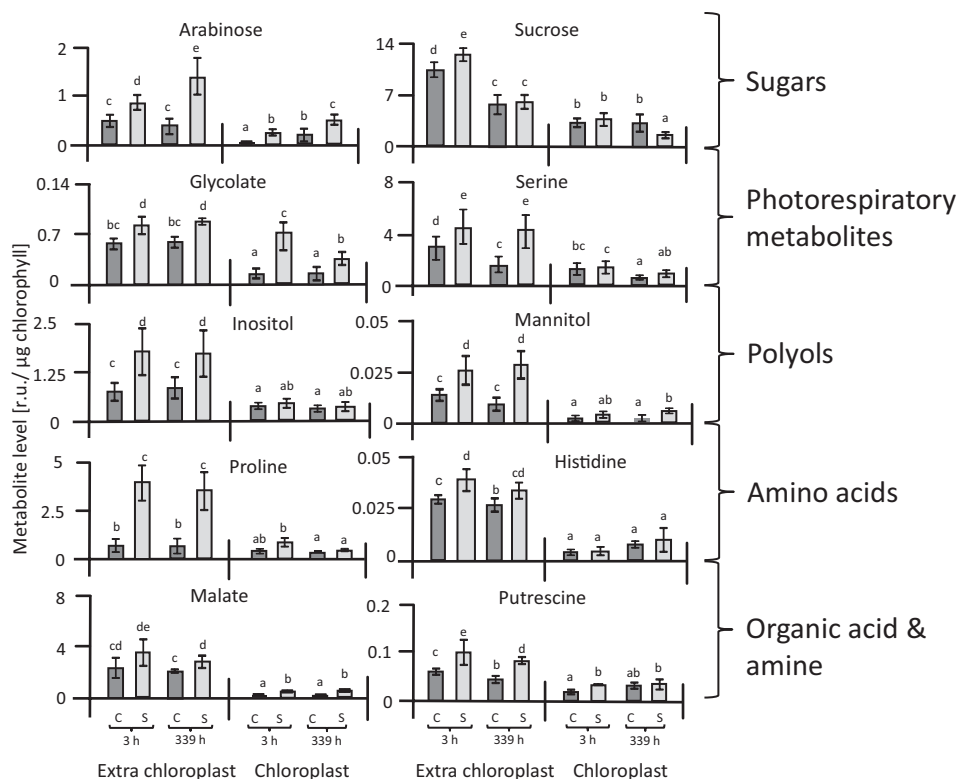 Metabolite level [r.u./ µg chlorophyll]
Arabinose
2
1
0
c d c e a b b c
Sucrose
14
7
0
d e c c b b b a
Sugars
Glycolate
0.14
0.7
0
bc d bc d a c a b
Serine
8
4
0
d e c e bc c a ab
Photorespiratory
metabolites
Inositol
2.5
1.25
0
c d c d a ab a ab
Mannitol
0.05
0.025
0
c d c d a ab a b
Polyols
Proline
5
0
b c b c ab b a a
Histidine
0.05
0.025
0
c d b cd a a a a
Amino acids
Malate
8
4
0
cd de c d a b a b
Putrescine
0.2
0.1
0
c e b d a b ab b
Organic acid &
amine
C S C S C S C S C S C S C S C S
3 h 339 h 3 h 339 h 3 h 339 h 3 h 339 h
Extra chloroplast Chloroplast Extra chloroplast Chloroplast